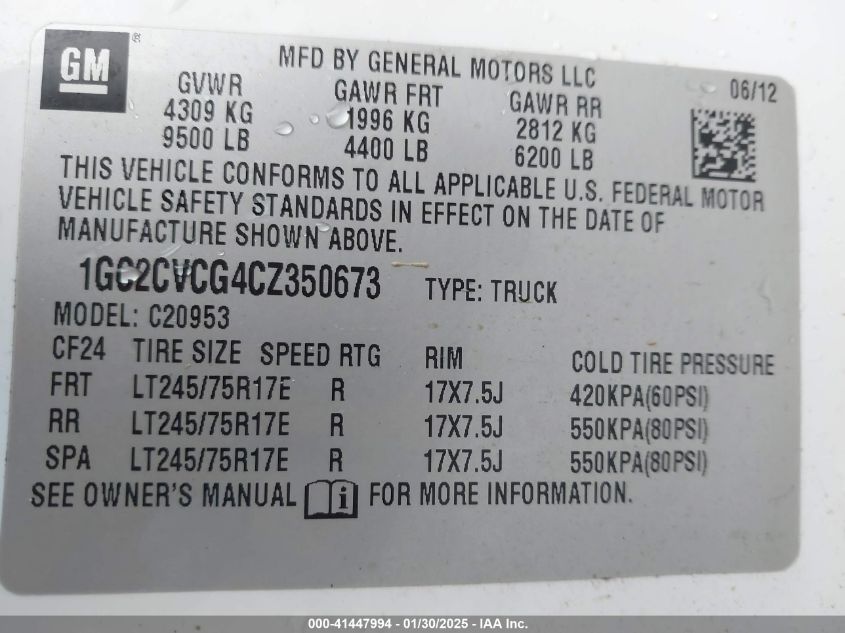 GM ®
MFD BY GENERAL MOTORS LLC
06/12
GVWR GAWR FRT GAWR RR
4309 KG 1996 KG 2812 KG
9500 LB 4400 LB 6200 LB
THIS VEHICLE CONFORMS TO ALL APPLICABLE U.S. FEDERAL MOTOR
VEHICLE SAFETY STANDARDS IN EFFECT ON THE DATE OF
MANUFACTURE SHOWN ABOVE.
1GC2CVCG4CZ350673 TYPE: TRUCK
MODEL: C20953
CF24 TIRE SIZE SPEED RTG RIM COLD TIRE PRESSURE
FRT LT245/75R17E R 17X7.5J 420KPA(60PSI)
RR LT245/75R17E R 17X7.5J 550KPA(80PSI)
SPA LT245/75R17E R 17X7.5J 550KPA(80PSI)
SEE OWNER'S MANUAL i FOR MORE INFORMATION.
000-41447994 - 01/30/2025 - IAA Inc.